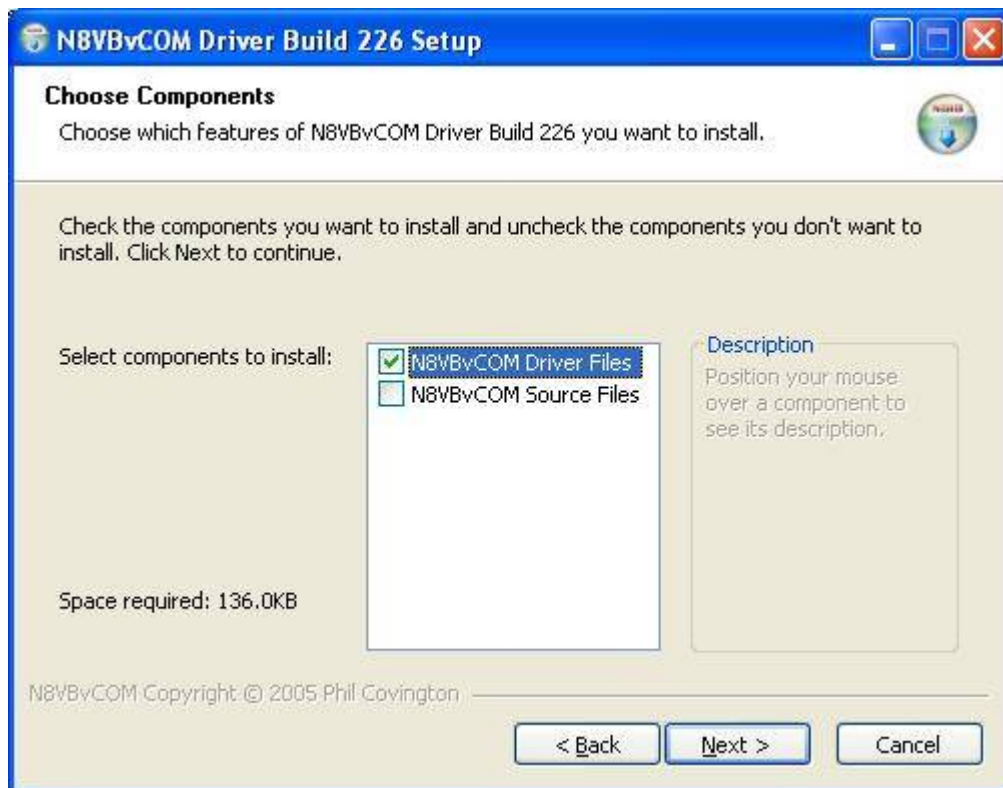 N8VBvCOM Driver Build 226 Setup
Choose Components
Choose which features of N8VBvCOM Driver Build 226 you want to install.
Check the components you want to install and uncheck the components you don't want to
install. Click Next to continue.
Select components to install:
N8VBvCOM Driver Files
N8VBvCOM Source Files
Description
Position your mouse
over a component to
see its description.
Space required: 136.0KB
N8VBvCOM Copyright © 2005 Phil Covington
< Back
Next >
Cancel